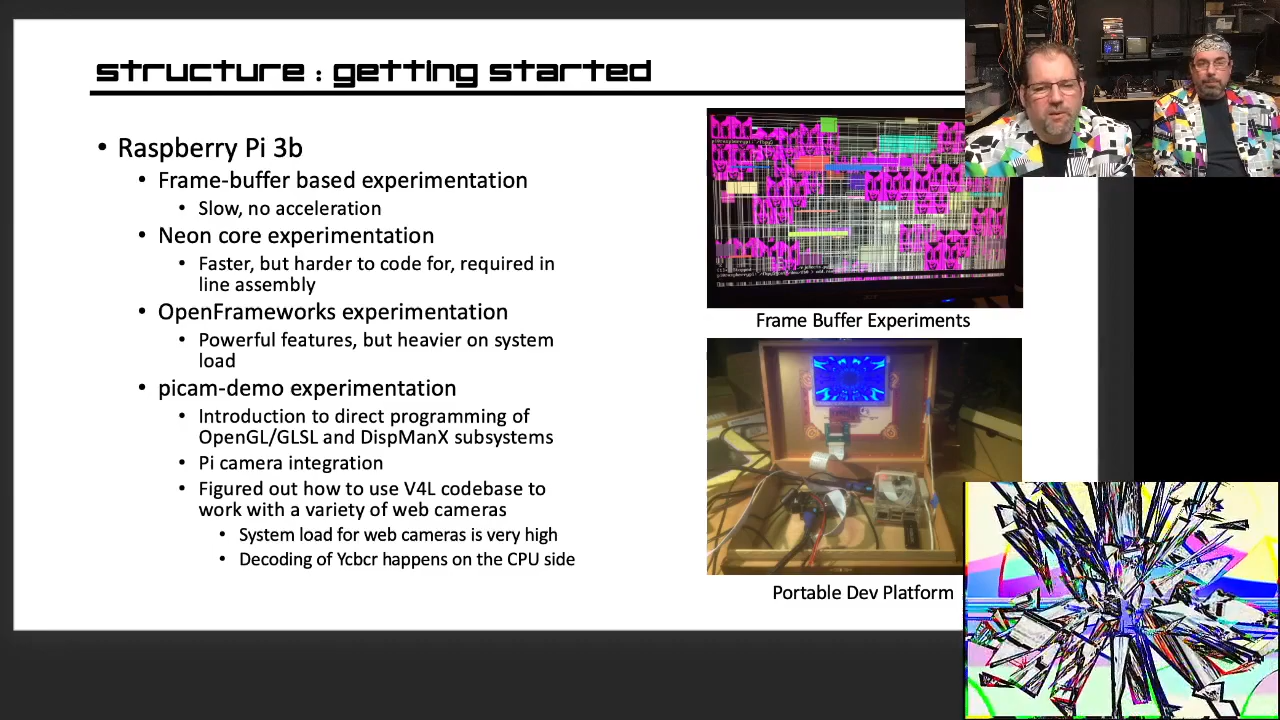 structure : getting started
• Raspberry Pi 3b
• Frame-buffer based experimentation
• Slow, no acceleration
• Neon core experimentation
• Faster, but harder to code for, required in
line assembly
• OpenFrameworks experimentation
• Powerful features, but heavier on system
load
• picam-demo experimentation
• Introduction to direct programming of
OpenGL/GLSL and DispManX subsystems
• Pi camera integration
• Figured out how to use V4L codebase to
work with a variety of web cameras
• System load for web cameras is very high
• Decoding of Ycbcr happens on the CPU side
Frame Buffer Experiments
Portable Dev Platform